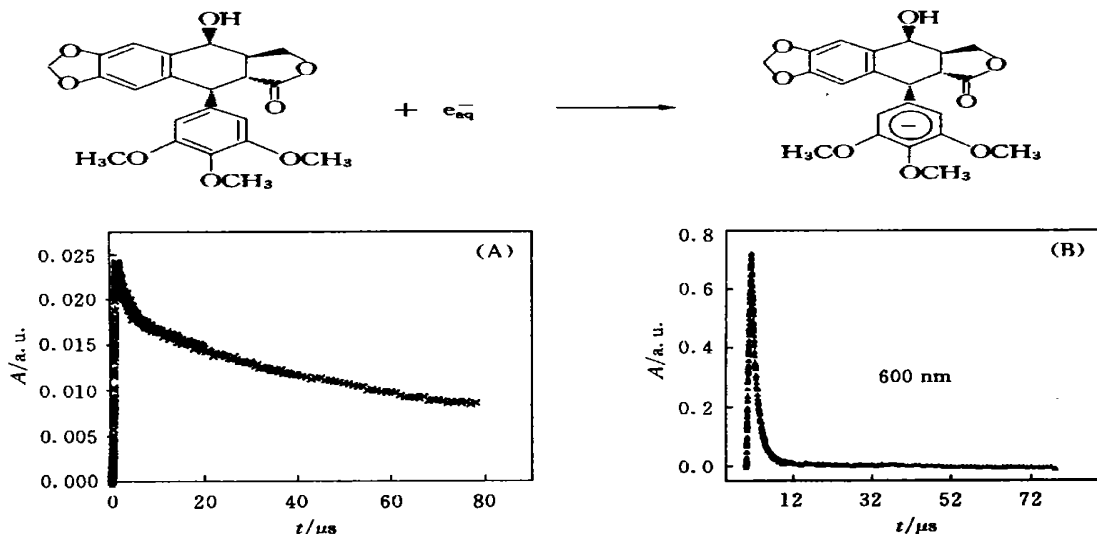 OH
OH
O
O
O
O
O
O
O
O
+ e⁻aq
H₃CO
OCH₃
OCH₃
H₃CO
OCH₃
OCH₃
(A)
0.025
0.020
0.015
0.010
0.005
0.000
A/a.u.
0 20 40 60 80
t/μs
(B)
0.8
0.6
0.4
0.2
0.0
A/a.u.
600 nm
12 32 52 72
t/μs